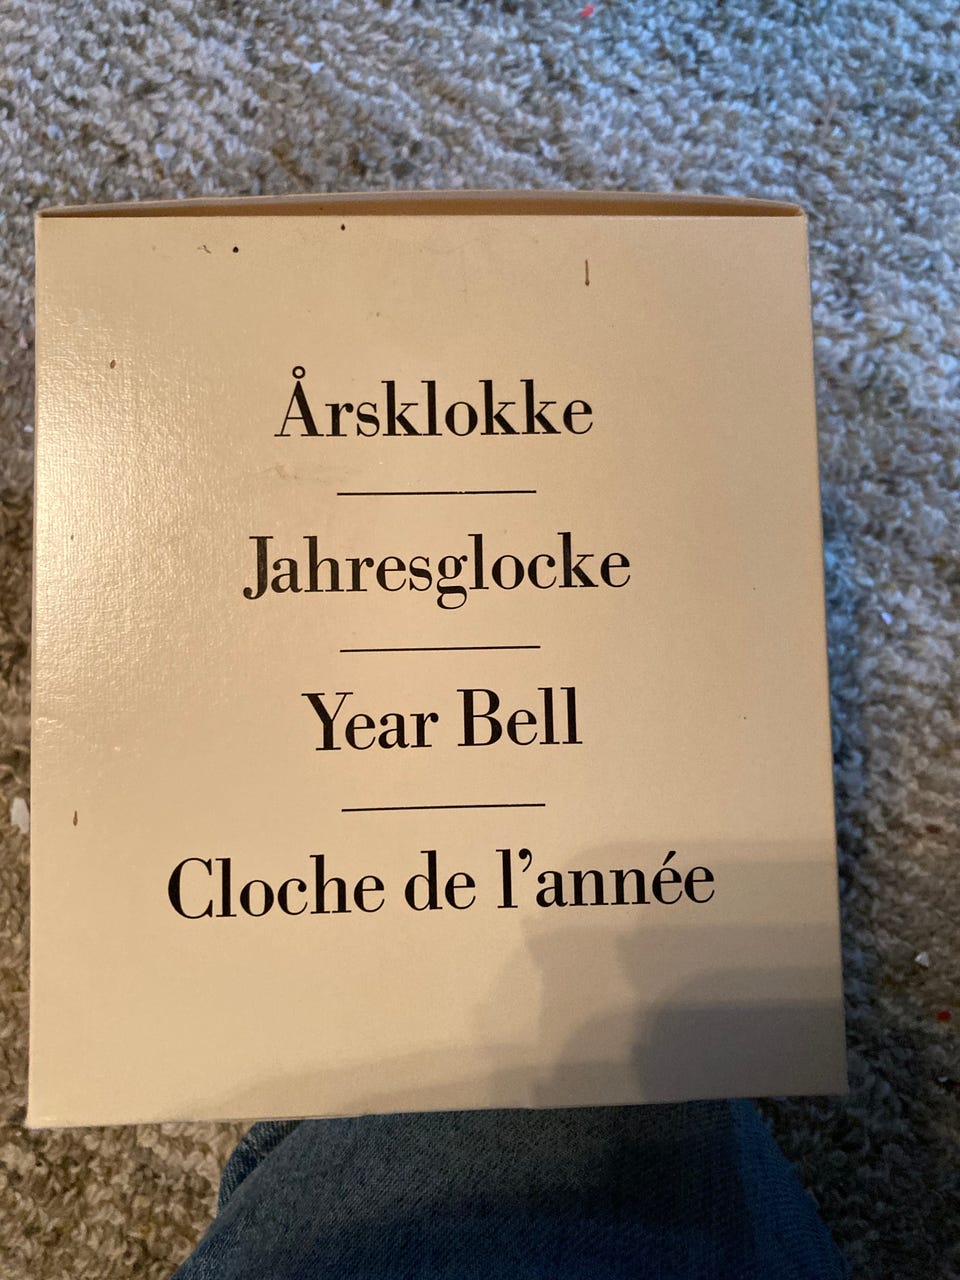 Årsklokke
Jahresglocke
Year Bell
Cloche de l’année